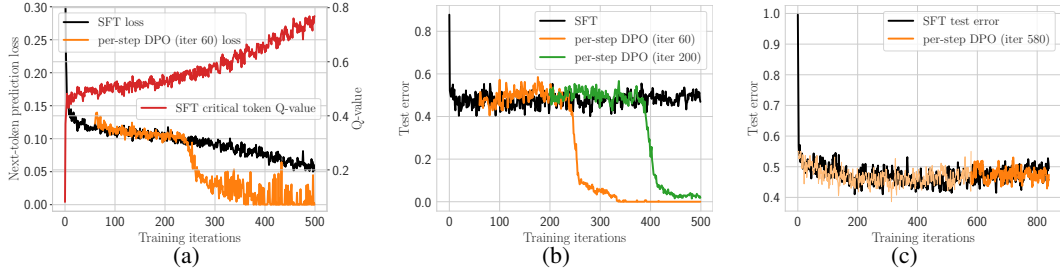 0.30
0.25
0.20
0.15
0.10
0.05
0.00
Next-token prediction loss
SFT loss
per-step DPO (iter 60) loss
SFT critical token Q-value
0.8
0.6
0.4
0.2
Q-value
0 100 200 300 400 500
Training iterations
(a)
0.8
0.6
0.4
0.2
0.0
Test error
SFT
per-step DPO (iter 60)
per-step DPO (iter 200)
0 100 200 300 400 500
Training iterations
(b)
1.0
0.9
0.8
0.7
0.6
0.5
0.4
Test error
SFT test error
per-step DPO (iter 580)
0 200 400 600 800
Training iterations
(c)